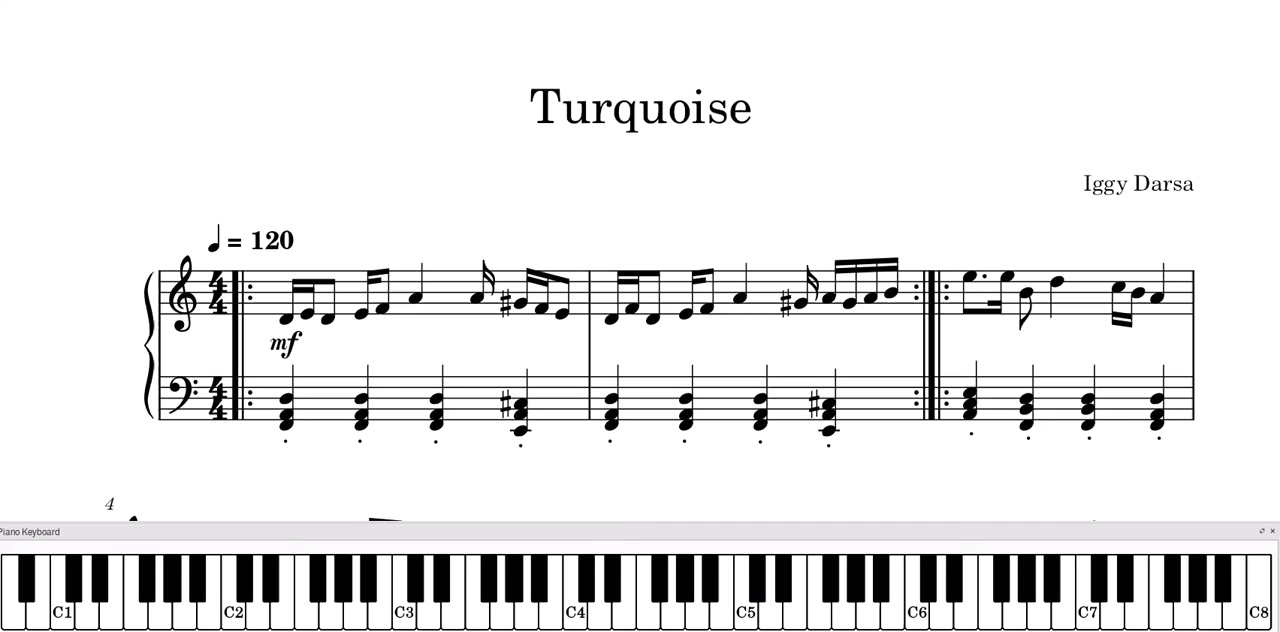 Turquoise
Iggy Darsa
= 120
mf
4
Piano Keyboard
C1 C2 C3 C4 C5 C6 C7 C8